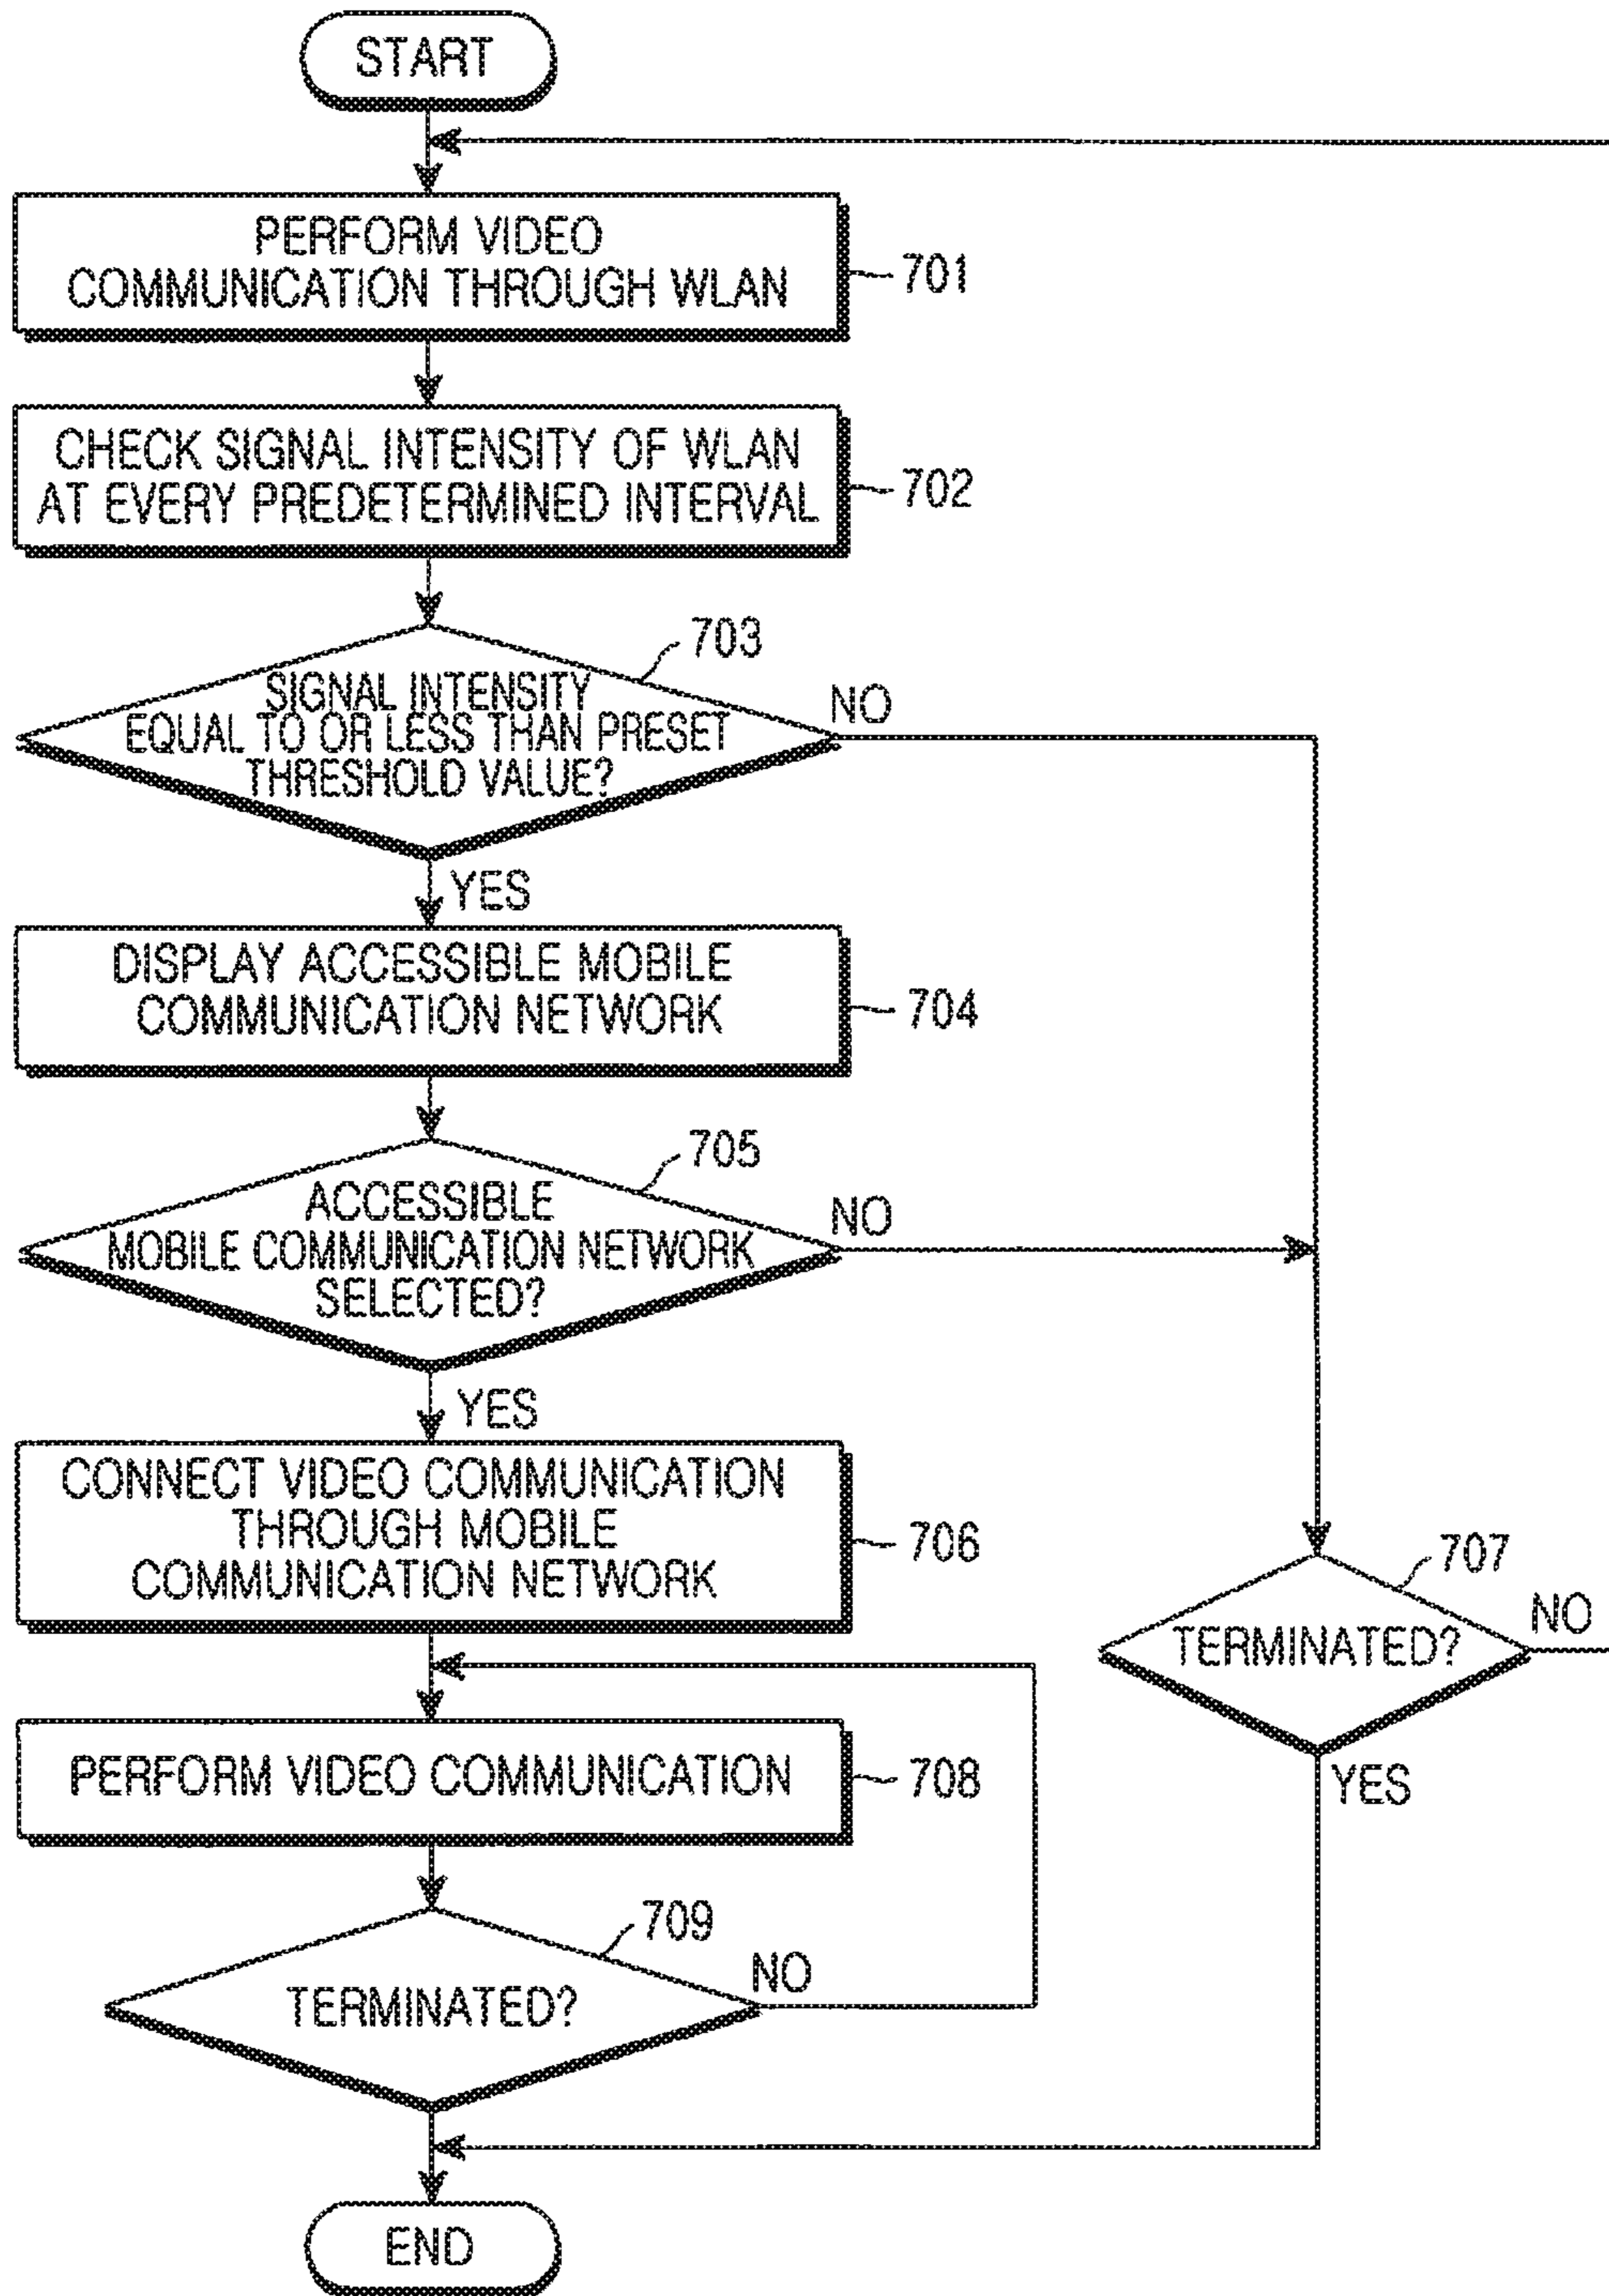 START
PERFORM VIDEO
COMMUNICATION THROUGH WLAN
701
CHECK SIGNAL INTENSITY OF WLAN
AT EVERY PREDETERMINED INTERVAL
702
703
SIGNAL INTENSITY
EQUAL TO OR LESS THAN PRESET
THRESHOLD VALUE?
NO
YES
DISPLAY ACCESSIBLE MOBILE
COMMUNICATION NETWORK
704
705
ACCESSIBLE
MOBILE COMMUNICATION NETWORK
SELECTED?
NO
YES
CONNECT VIDEO COMMUNICATION
THROUGH MOBILE
COMMUNICATION NETWORK
706
707
TERMINATED?
NO
YES
PERFORM VIDEO COMMUNICATION
708
709
TERMINATED?
NO
END